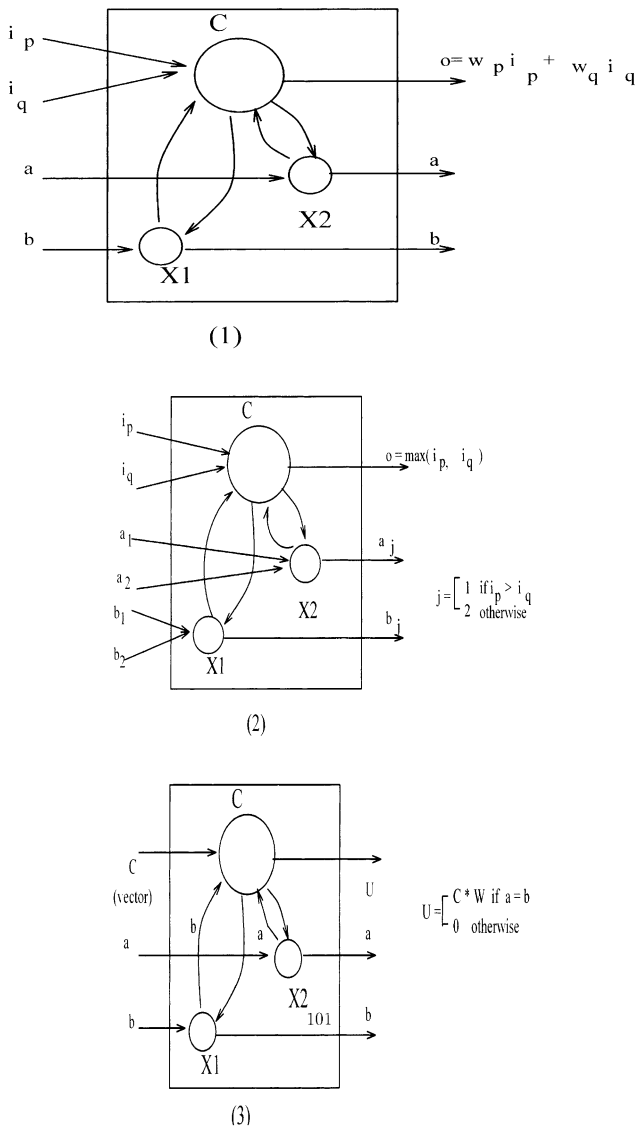 C
i p
i q
o= w p i p + w q i q
a
a
X2
b
b
X1
(1)
C
i p
i q
o = max( i p, i q )
a 1
a j
a 2
j = 1 if i p > i q
2 otherwise
X2
b 1
b j
b 2
X1
(2)
C
C
(vector)
U
U = C * W if a = b
0 otherwise
b
a
a
a
X2
101
b
b
X1
(3)